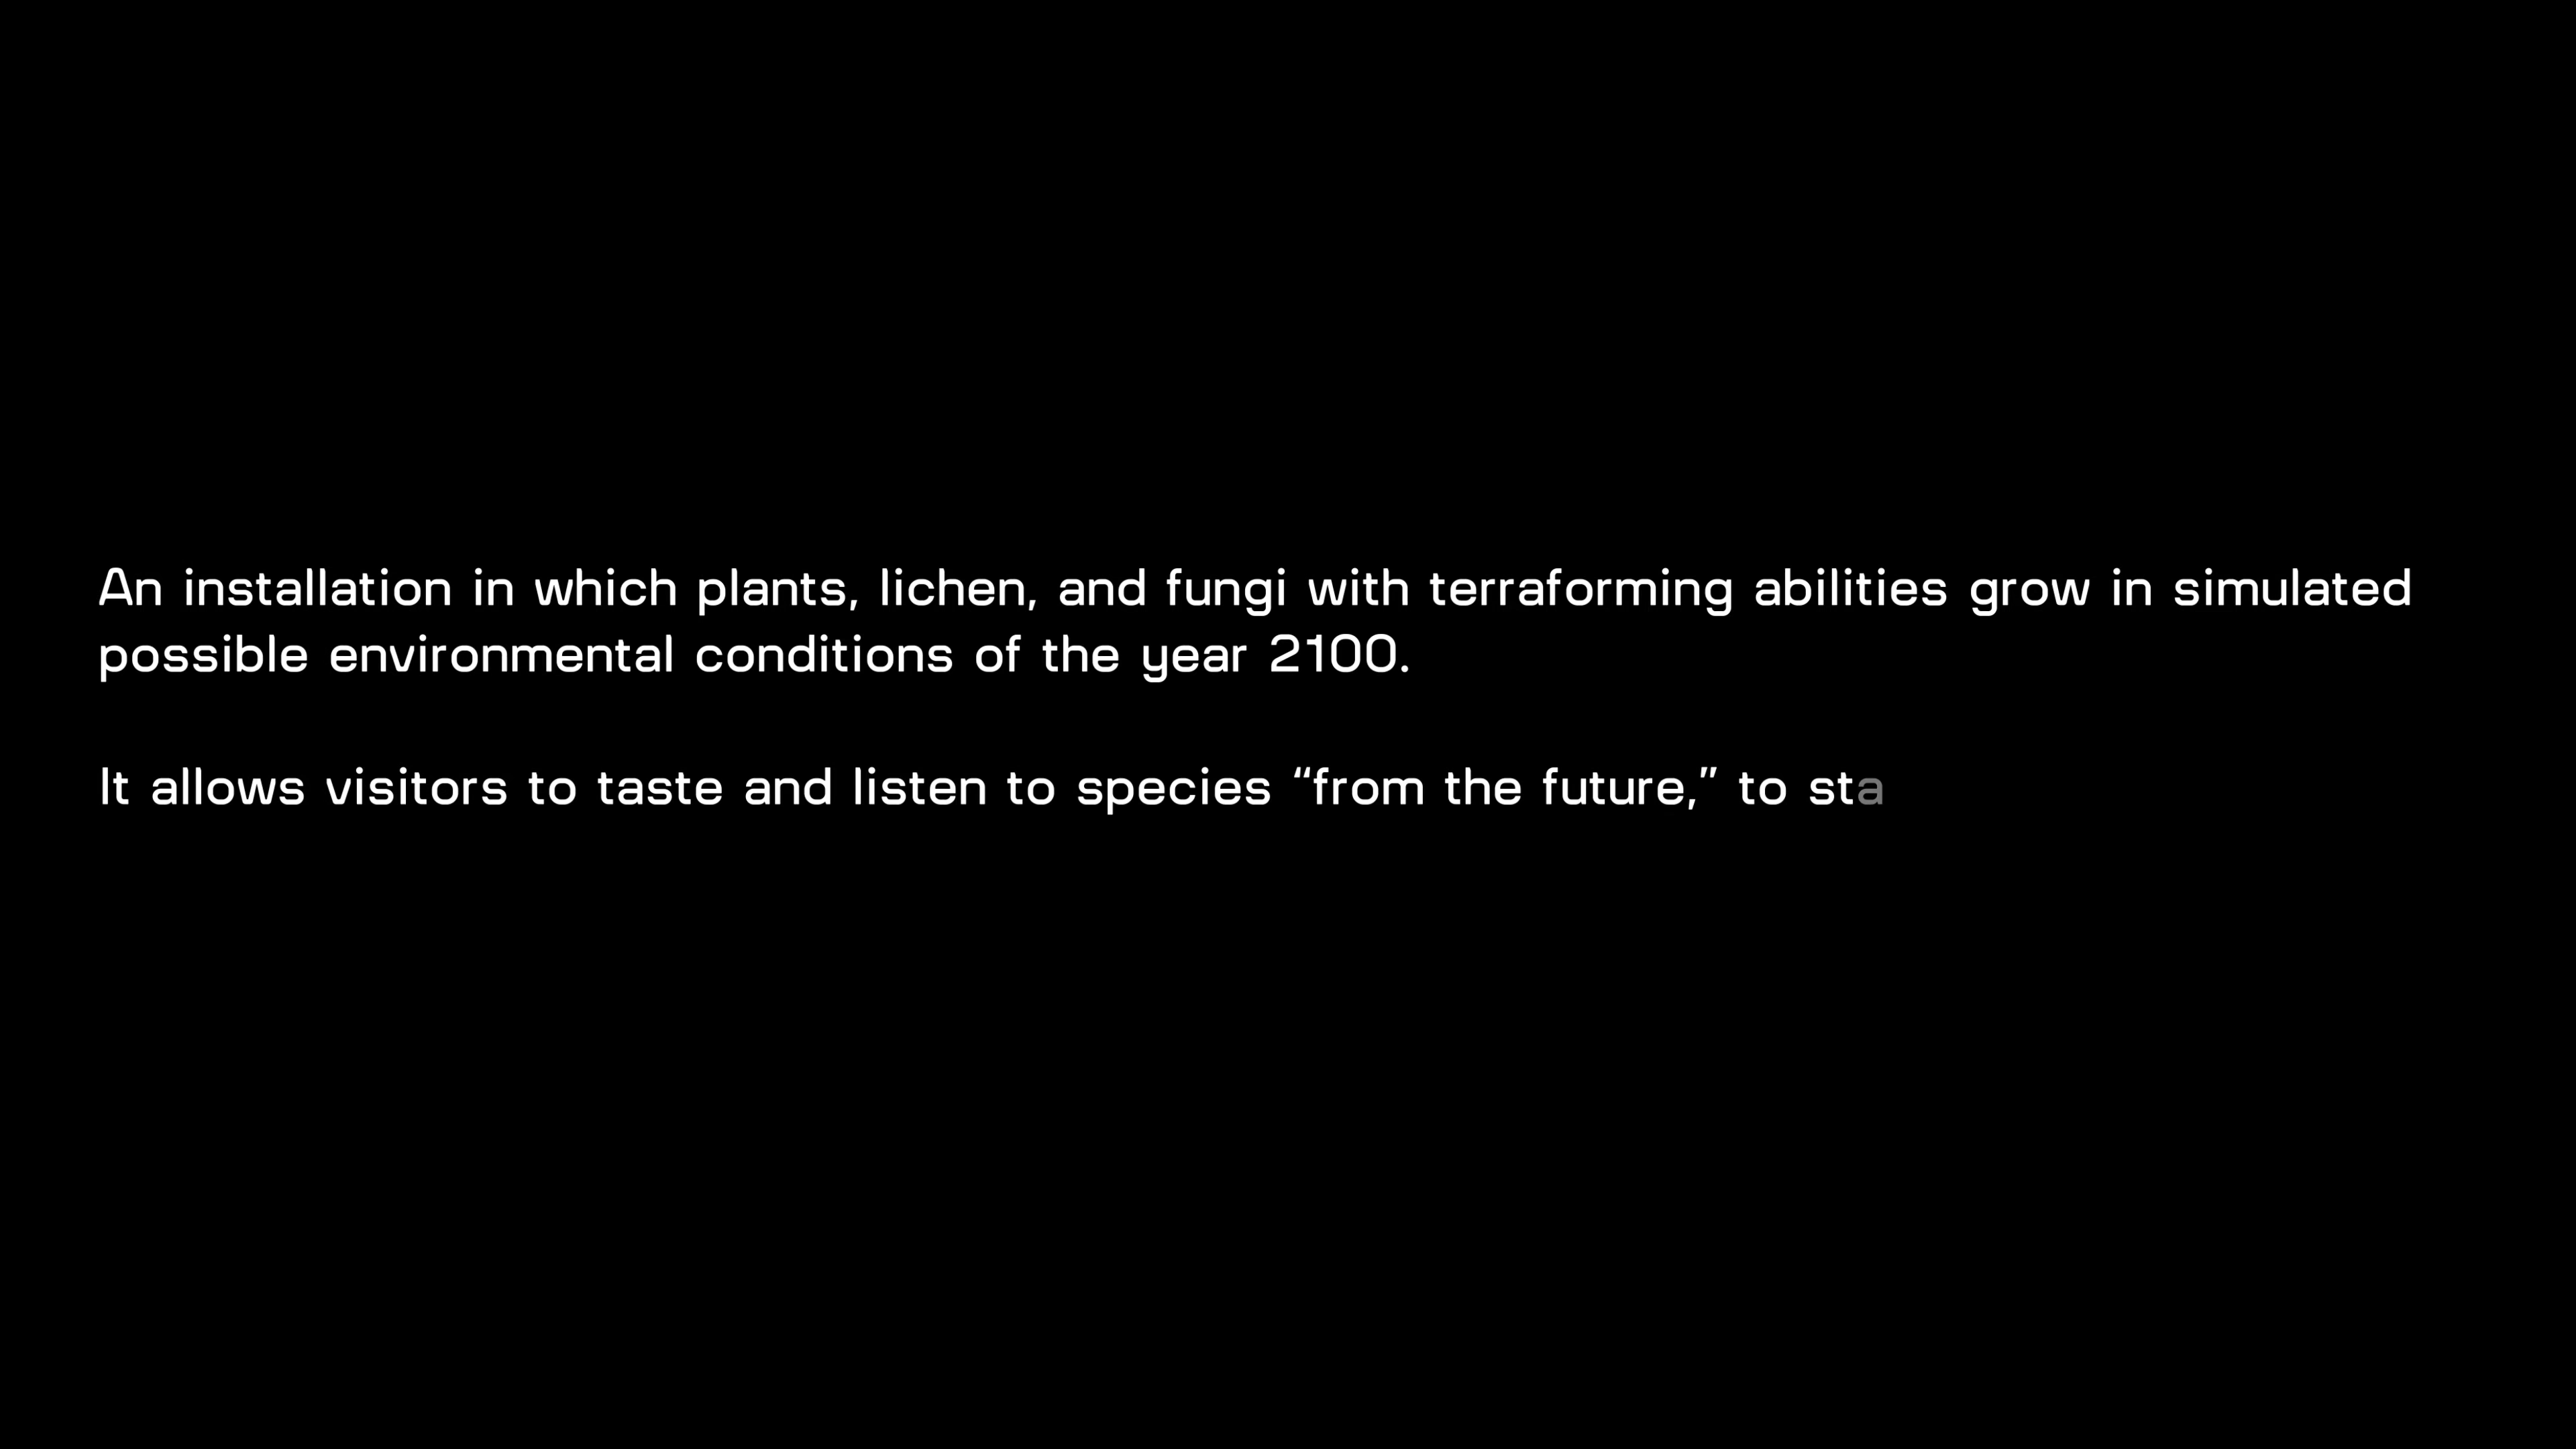 An installation in which plants, lichen, and fungi with terraforming abilities grow in simulated
possible environmental conditions of the year 2100.
It allows visitors to taste and listen to species “from the future,” to sta